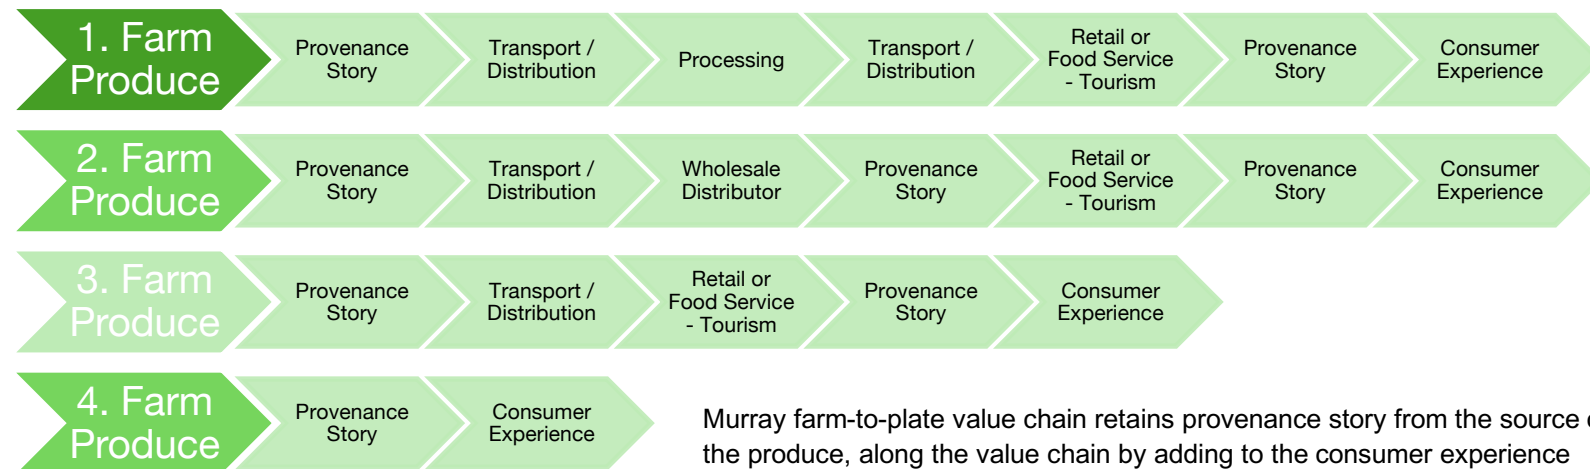 1. Farm
Produce
Provenance
Story
Transport /
Distribution
Processing
Transport /
Distribution
Retail or
Food Service
- Tourism
Provenance
Story
Consumer
Experience
2. Farm
Produce
Provenance
Story
Transport /
Distribution
Wholesale
Distributor
Provenance
Story
Retail or
Food Service
- Tourism
Provenance
Story
Consumer
Experience
3. Farm
Produce
Provenance
Story
Transport /
Distribution
Retail or
Food Service
- Tourism
Provenance
Story
Consumer
Experience
4. Farm
Produce
Provenance
Story
Consumer
Experience
Murray farm-to-plate value chain retains provenance story from the source
the produce, along the value chain by adding to the consumer experience